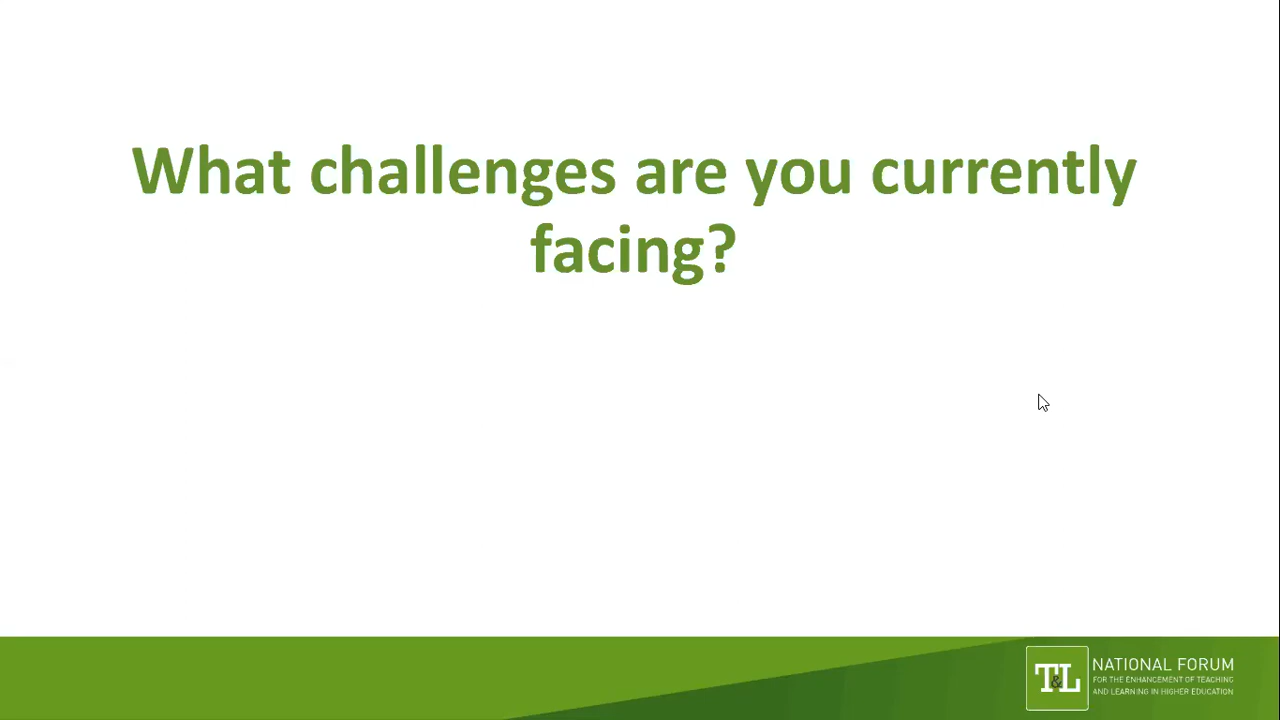 What challenges are you currently
facing?
T&L
NATIONAL FORUM
FOR THE ENHANCEMENT OF TEACHING
AND LEARNING IN HIGHER EDUCATION